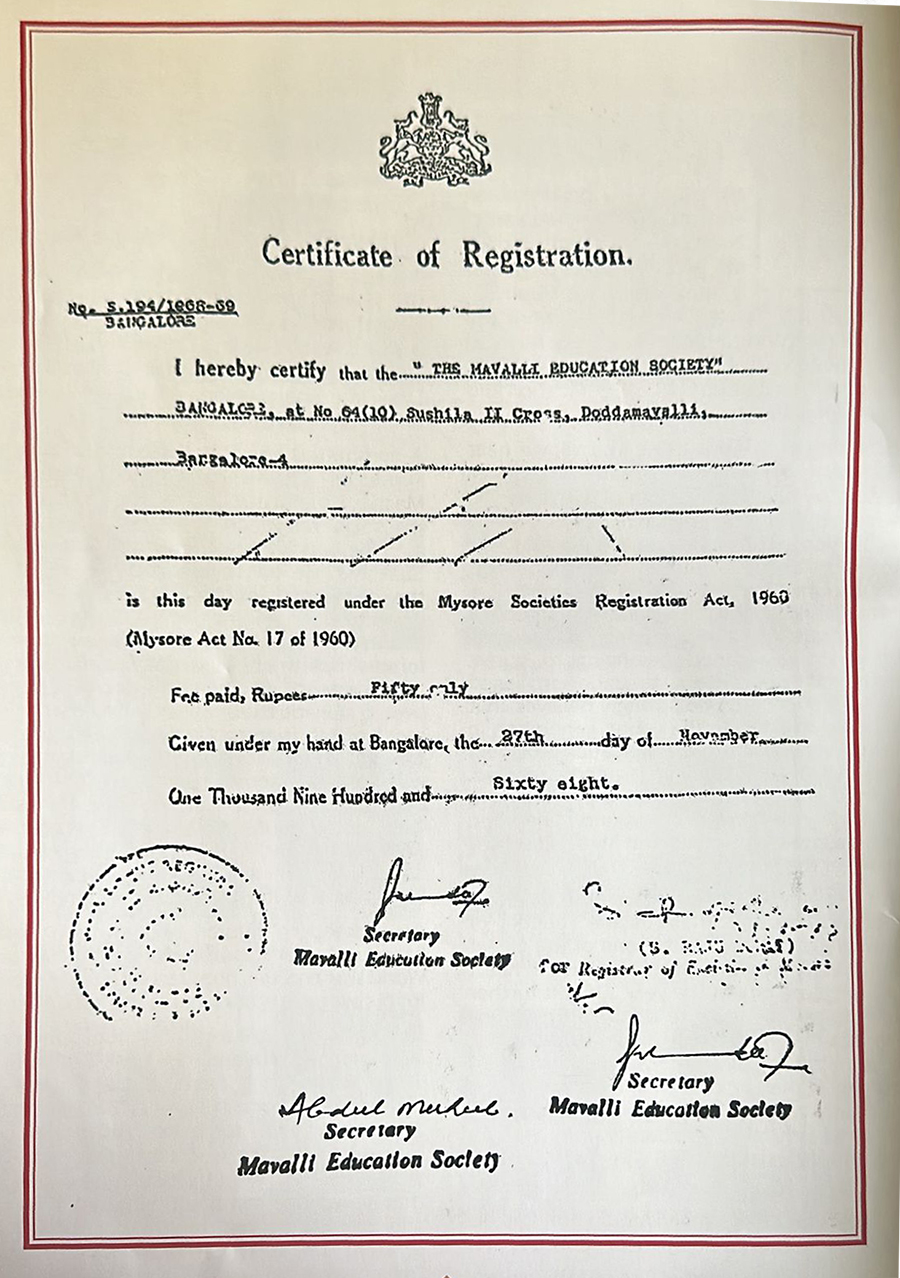 Certificate of Registration.
No. S.194/1968-69
BANGALORE
I hereby certify that the " THE MAVALLI EDUCATION SOCIETY"
BANGALORE, at No 64(10) Sushila II Cross, Doddamavalli,
Bangalore-4
is this day registered under the Mysore Societies Registration Act, 1960
(Mysore Act No. 17 of 1960)
Fee paid, Rupees Fifty only
Given under my hand at Bangalore, the 27th day of November
One Thousand Nine Hundred and Sixty eight.
Secretary
Mavalli Education Society
for Registrar of
Secretary
Mavalli Education Society
Abdul
Secretary
Mavalli Education Society